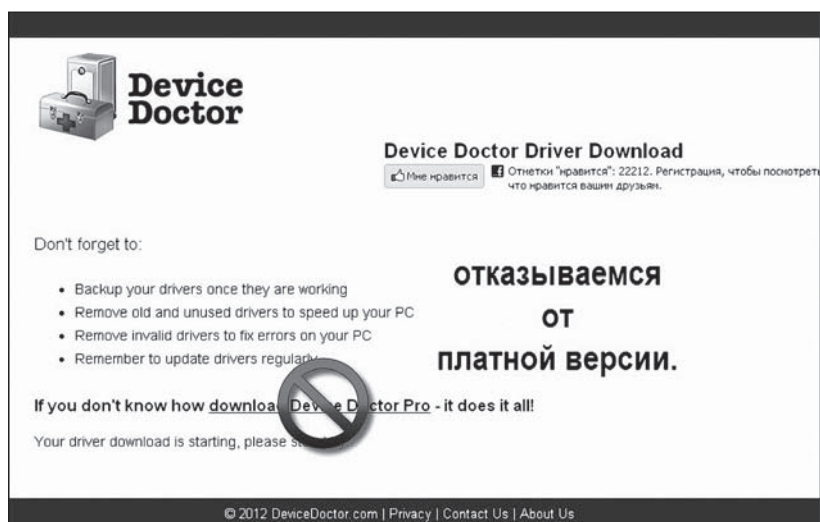 Device
Doctor
Device Doctor Driver Download
Мне нравится
Отметки "нравится": 22212. Регистрация, чтобы посмотреть
что нравится вашим друзьям.
Don't forget to:
• Backup your drivers once they are working
• Remove old and unused drivers to speed up your PC
• Remove invalid drivers to fix errors on your PC
• Remember to update drivers regularly
отказываемся
от
платной версии.
If you don't know how download Device Doctor Pro - it does it all!
Your driver download is starting, please
© 2012 DeviceDoctor.com | Privacy | Contact Us | About Us